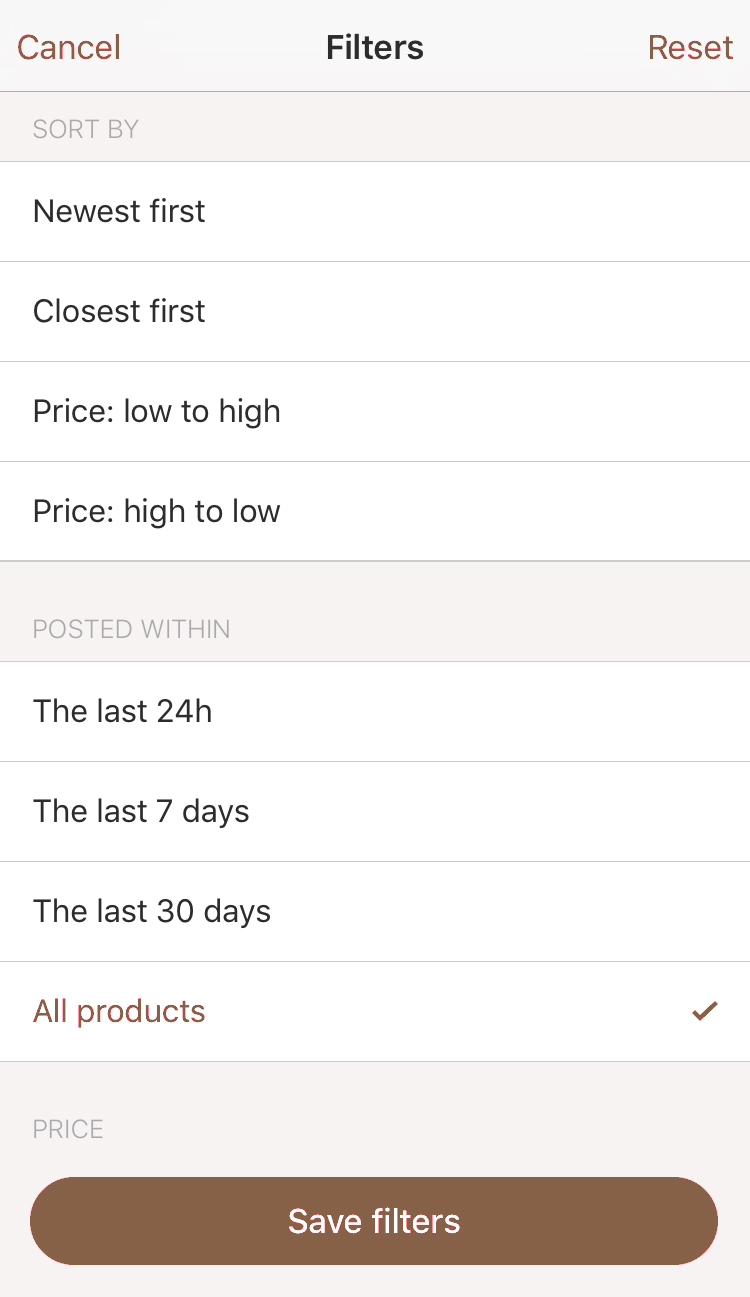 Cancel Filters Reset
SORT BY
Newest first
Closest first
Price: low to high
Price: high to low
POSTED WITHIN
The last 24h
The last 7 days
The last 30 days
All products
PRICE
Save filters